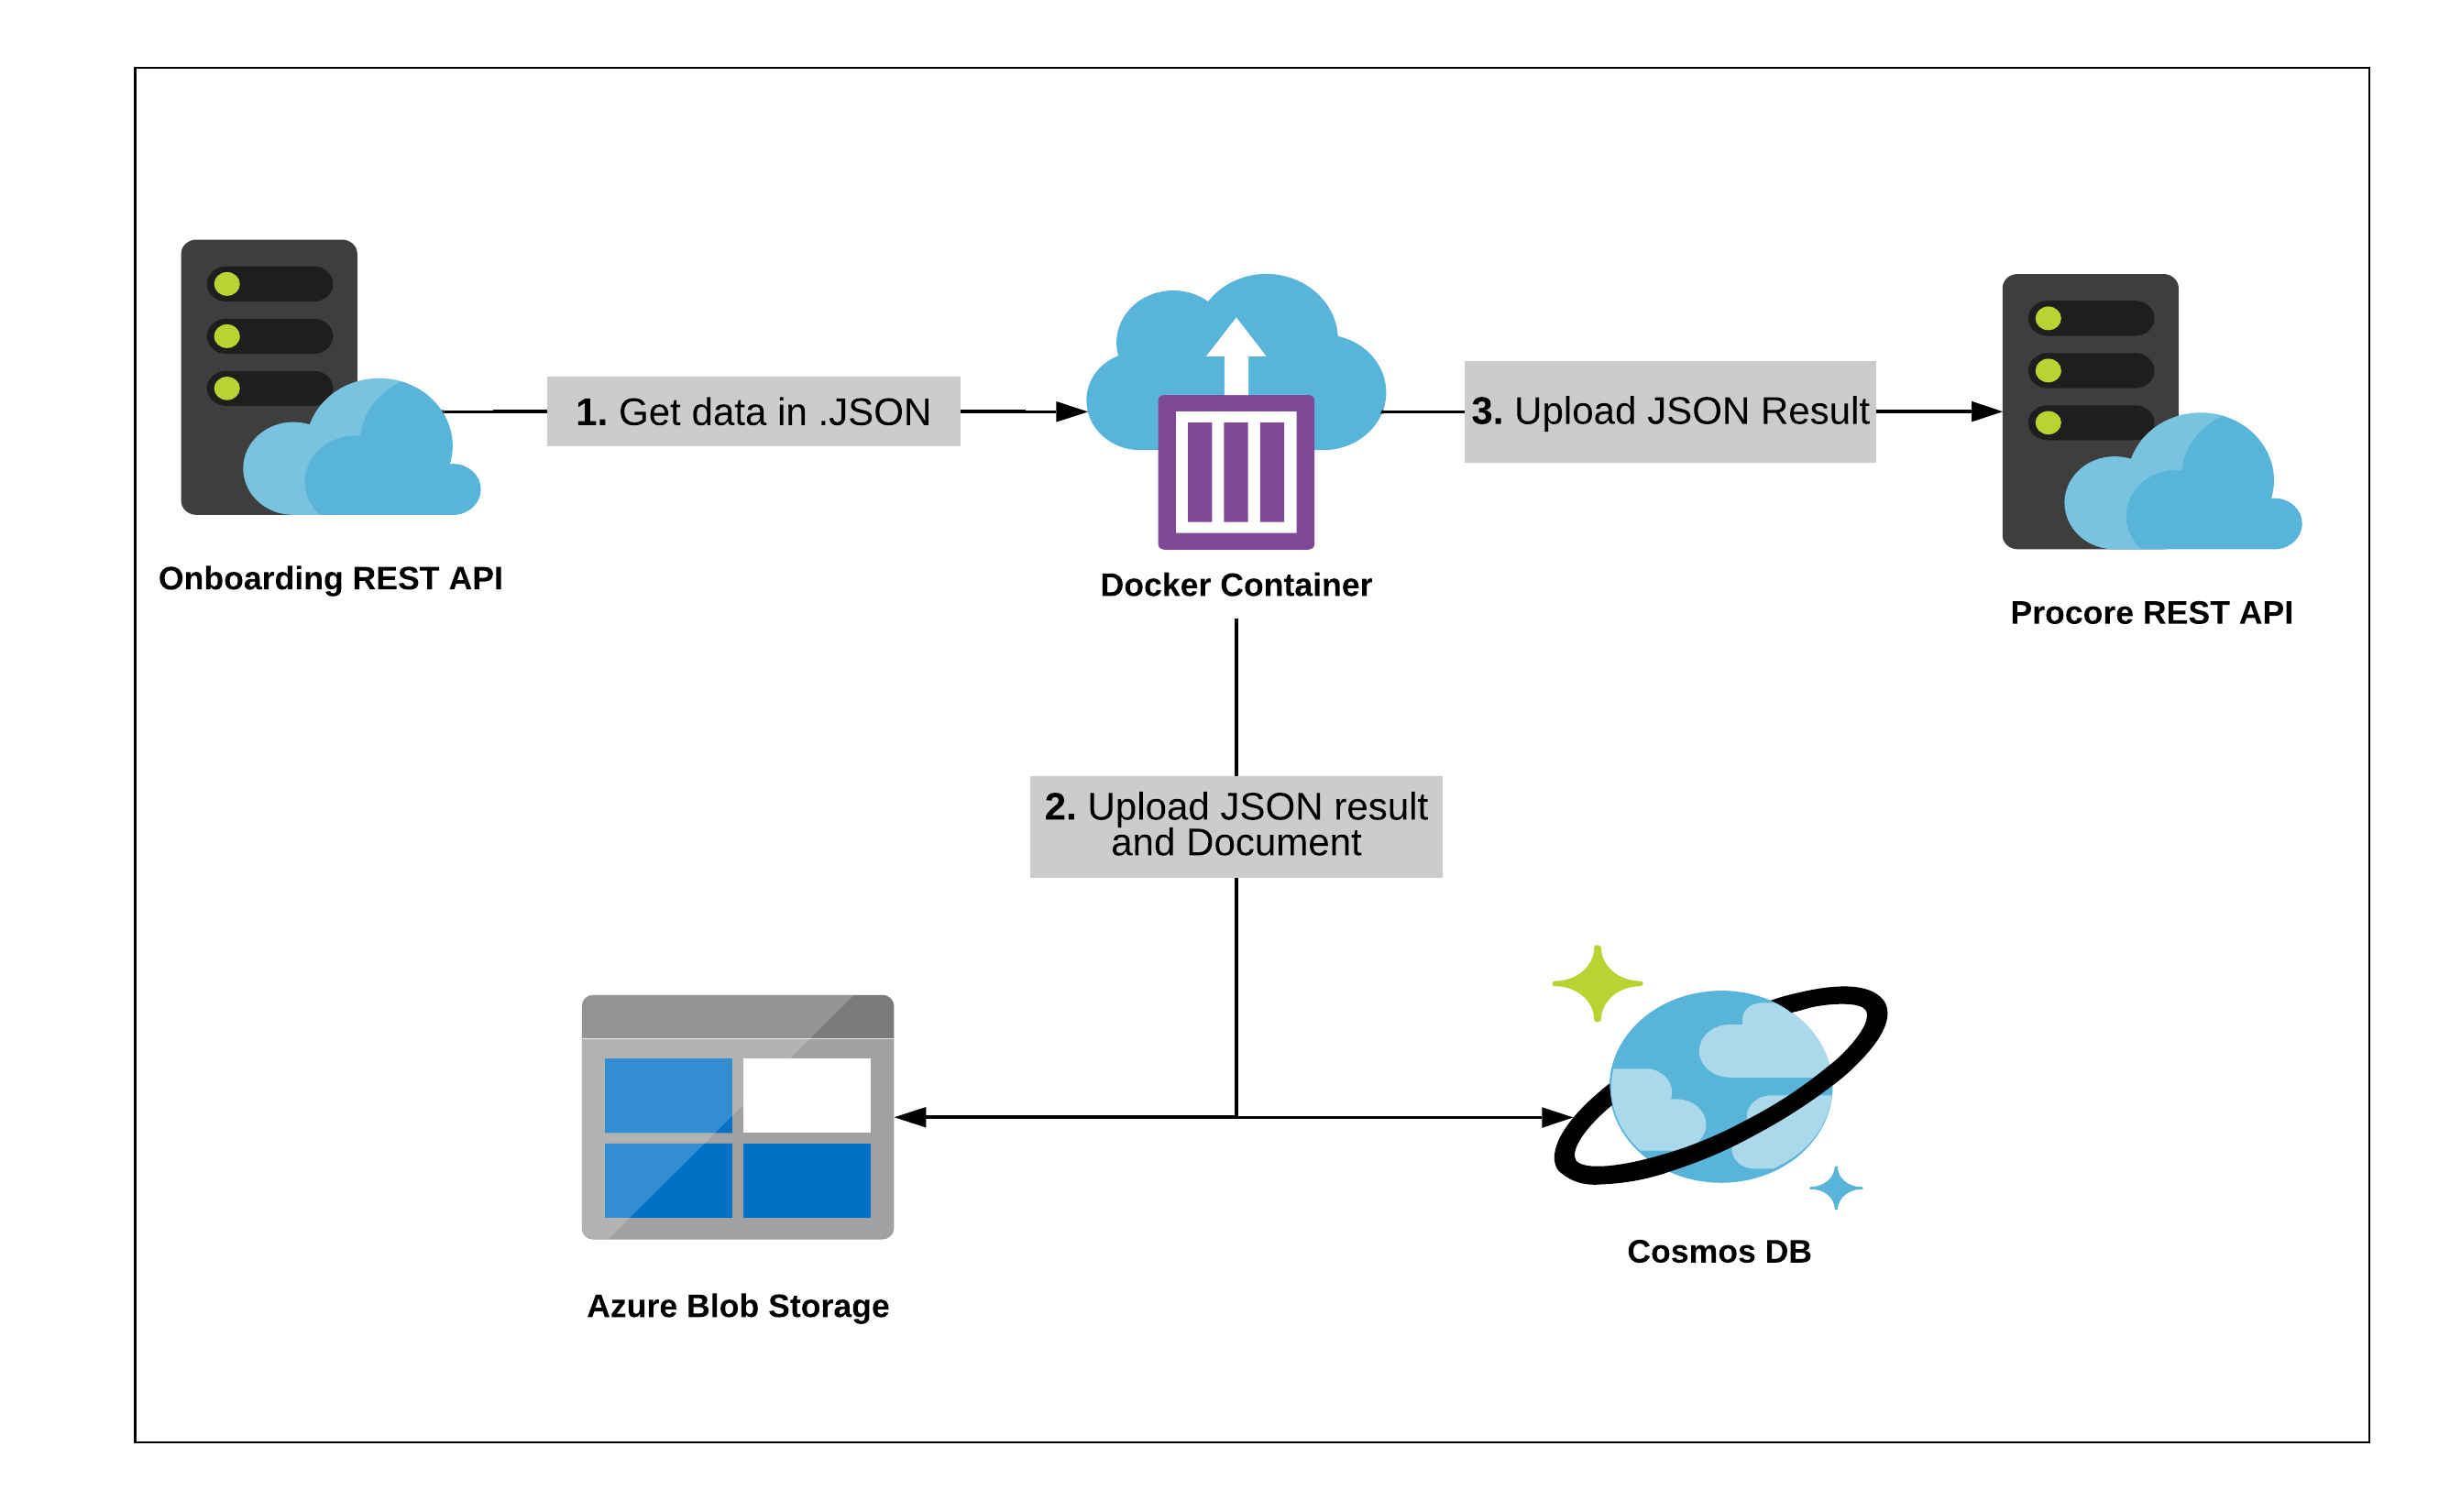 1. Get data in .JSON
3. Upload JSON Result
Onboarding REST API
Docker Container
Procore REST API
2. Upload JSON result
and Document
Cosmos DB
Azure Blob Storage